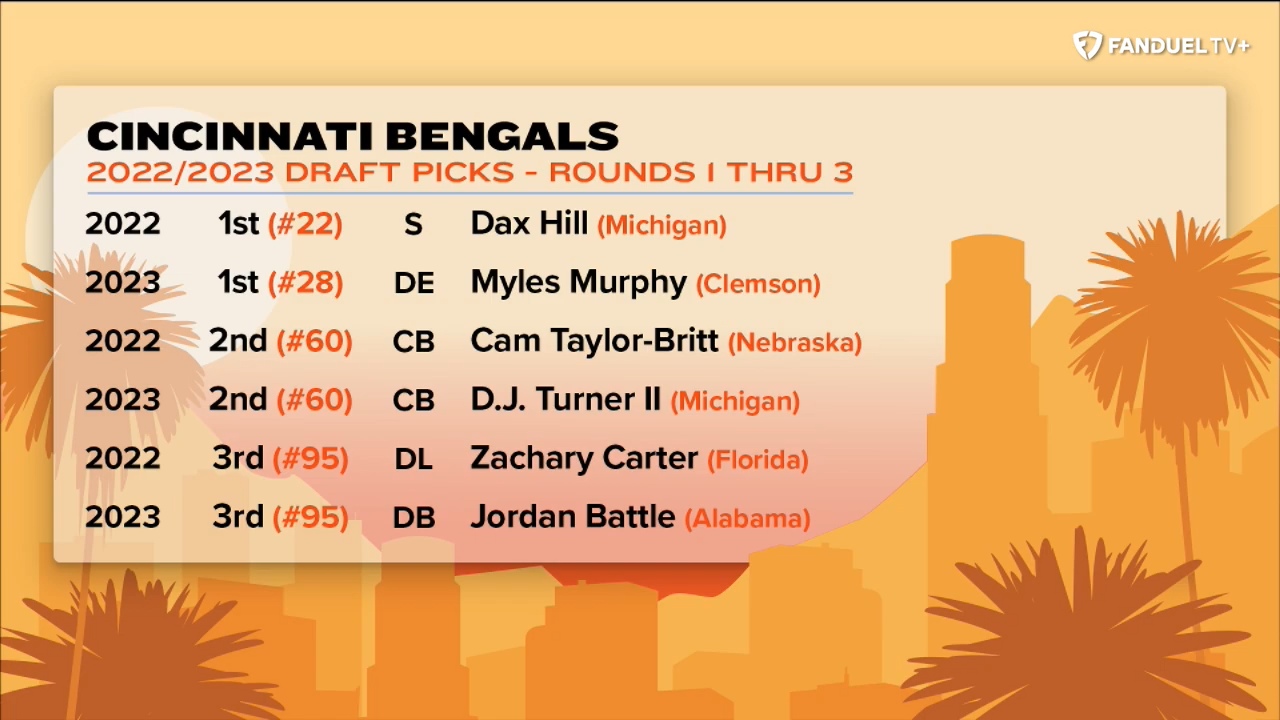 FANDUEL TV+
CINCINNATI BENGALS
2022/2023 DRAFT PICKS - ROUNDS 1 THRU 3
2022 1st (#22) S Dax Hill (Michigan)
2023 1st (#28) DE Myles Murphy (Clemson)
2022 2nd (#60) CB Cam Taylor-Britt (Nebraska)
2023 2nd (#60) CB D.J. Turner II (Michigan)
2022 3rd (#95) DL Zachary Carter (Florida)
2023 3rd (#95) DB Jordan Battle (Alabama)